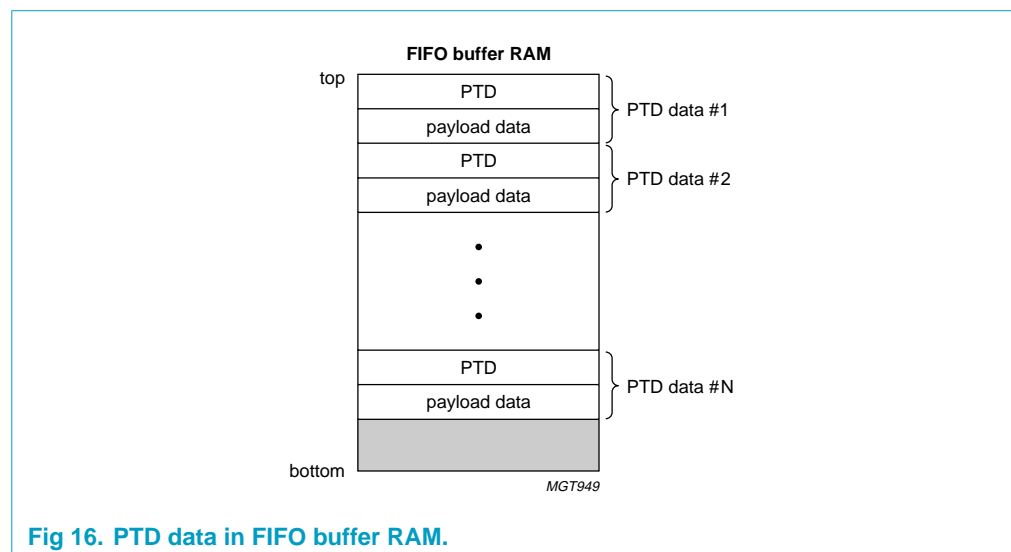 FIFO buffer RAM
top
PTD
payload data
PTD data #1
PTD
payload data
PTD data #2
PTD
payload data
PTD data #N
bottom
MGT949
Fig 16. PTD data in FIFO buffer RAM.